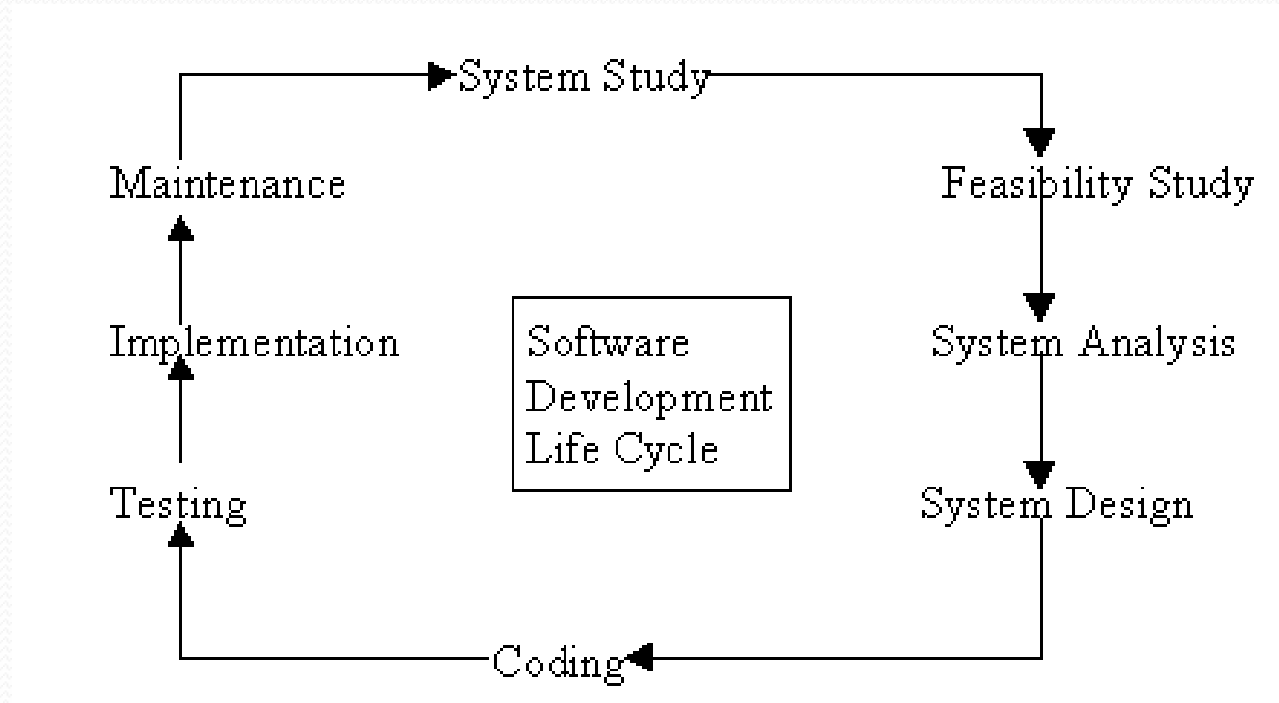 System Study
Maintenance
Feasibility Study
Implementation
Software
Development
Life Cycle
System Analysis
Testing
System Design
Coding